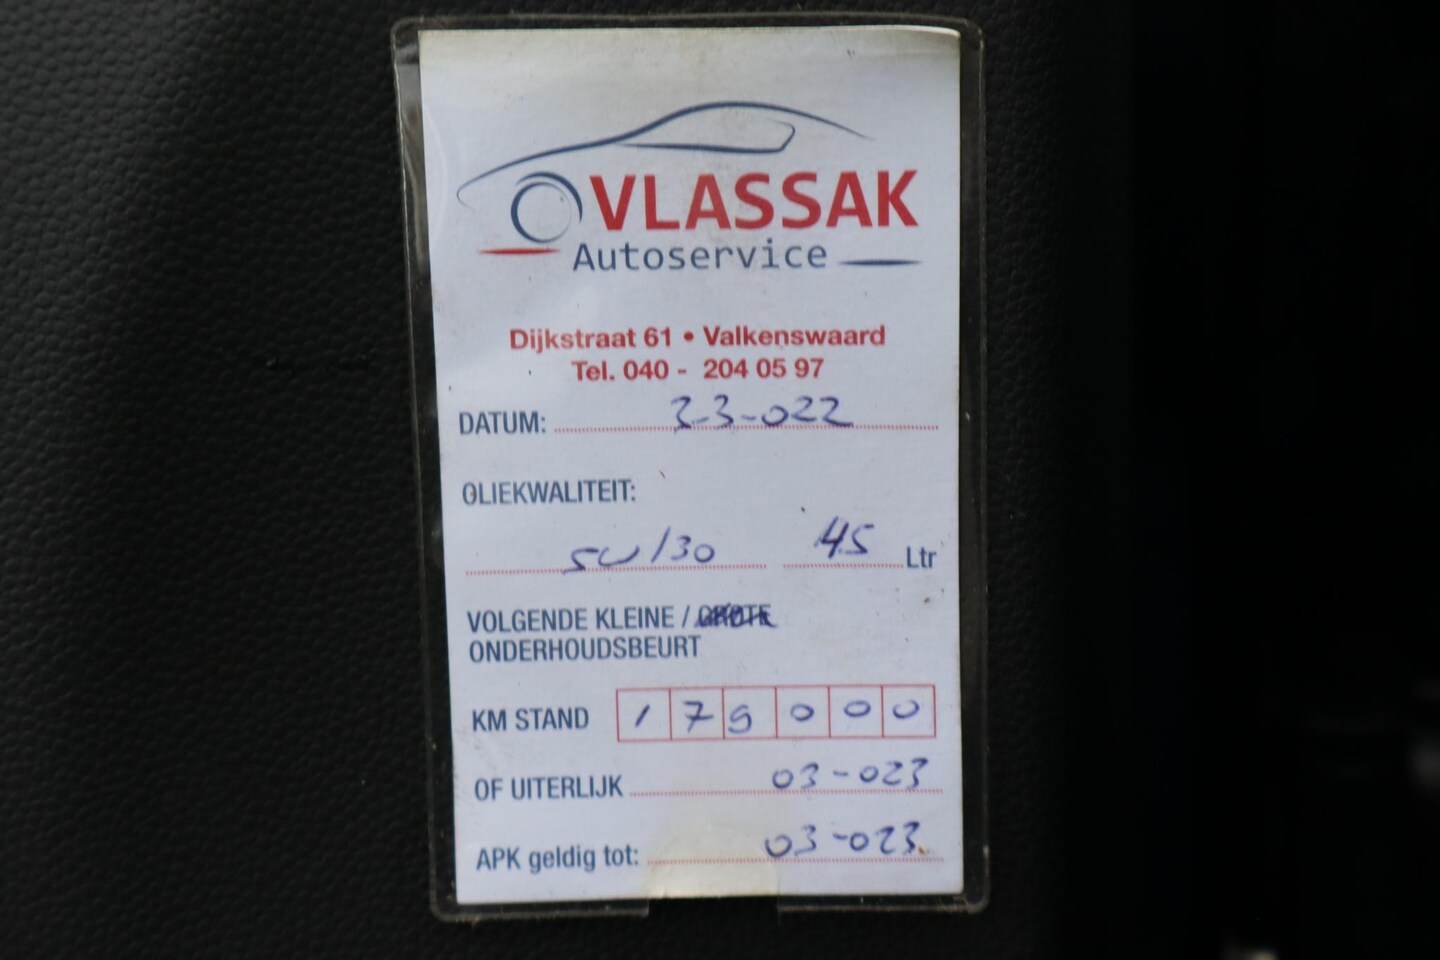 VLASSAK
Autoservice
Dijkstraat 61 • Valkenswaard
Tel. 040 - 204 05 97
DATUM: 3-3-022
OLIEKWALITEIT:
5W/30 4.5 Ltr
VOLGENDE KLEINE / GROTE
ONDERHOUDSBEURT
KM STAND 179000
OF UITERLIJK 03-023
APK geldig tot: 03-023